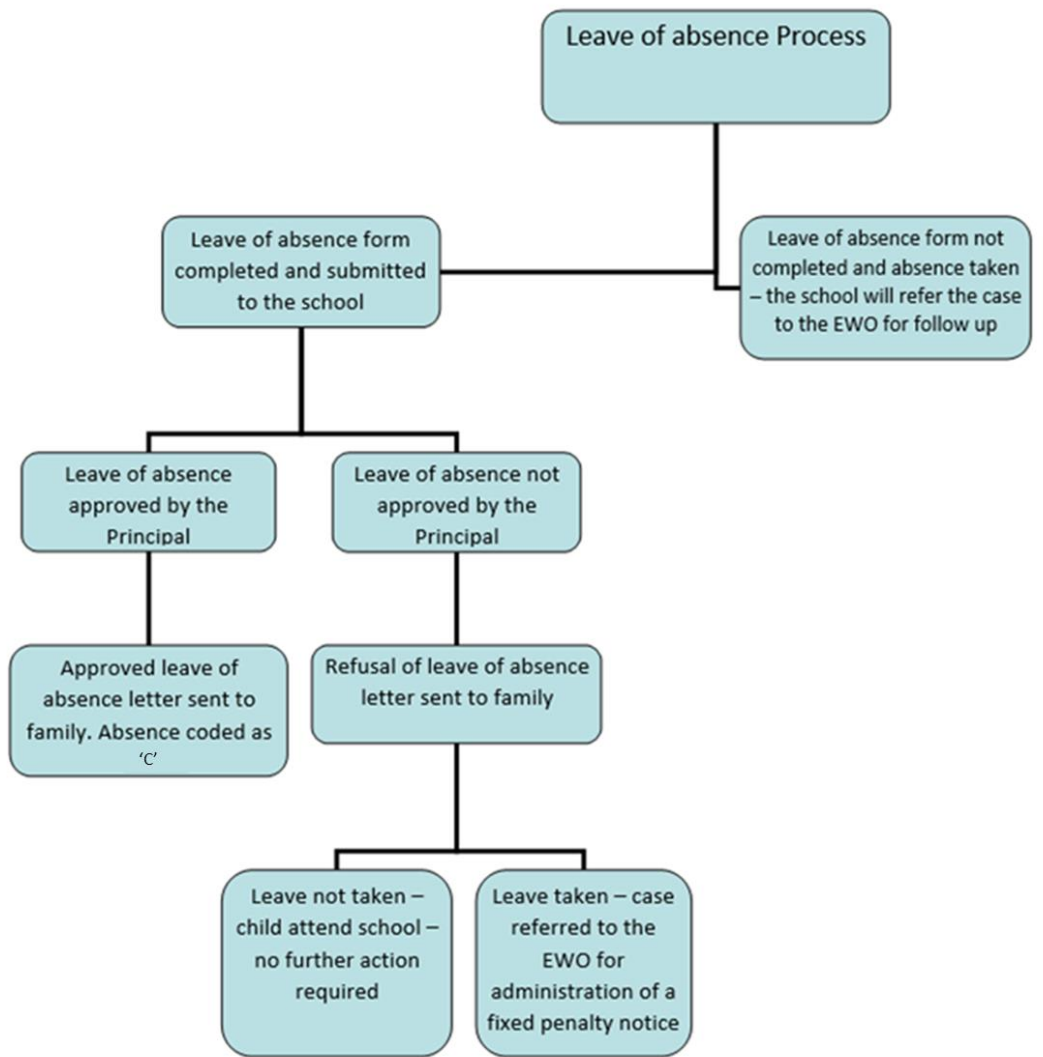 Leave of absence Process
Leave of absence form
completed and submitted
to the school
Leave of absence form not
completed and absence taken
– the school will refer the case
to the EWO for follow up
Leave of absence
approved by the
Principal
Leave of absence not
approved by the
Principal
Approved leave of
absence letter sent to
family. Absence coded as
‘C’
Refusal of leave of absence
letter sent to family
Leave not taken –
child attend school –
no further action
required
Leave taken – case
referred to the
EWO for
administration of a
fixed penalty notice